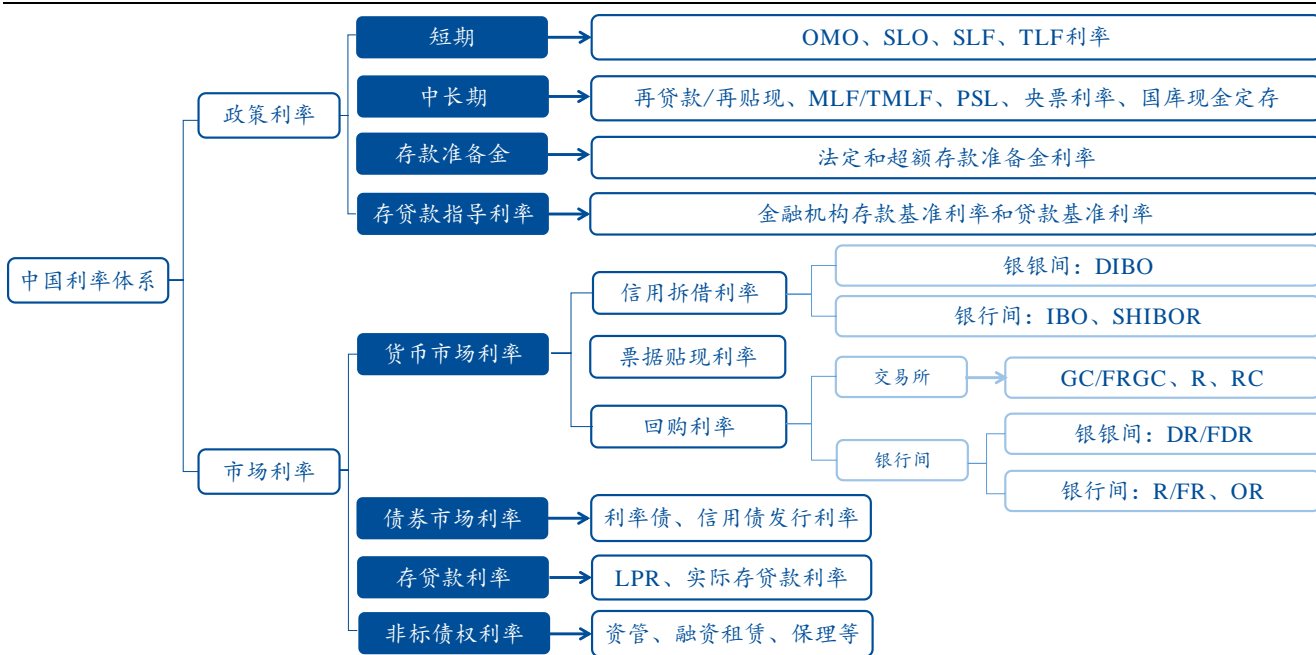 短期
OMO、SLO、SLF、TLF利率
中长期
再贷款/再贴现、MLF/TMLF、PSL、央票利率、国库现金定存
政策利率
存款准备金
法定和超额存款准备金利率
存贷款指导利率
金融机构存款基准利率和贷款基准利率
中国利率体系
银银间：DIBO
信用拆借利率
银行间：IBO、SHIBOR
货币市场利率
票据贴现利率
交易所
GC/FRGC、R、RC
回购利率
银银间：DR/FDR
银行间
银行间：R/FR、OR
市场利率
债券市场利率
利率债、信用债发行利率
存贷款利率
LPR、实际存贷款利率
非标债权利率
资管、融资租赁、保理等